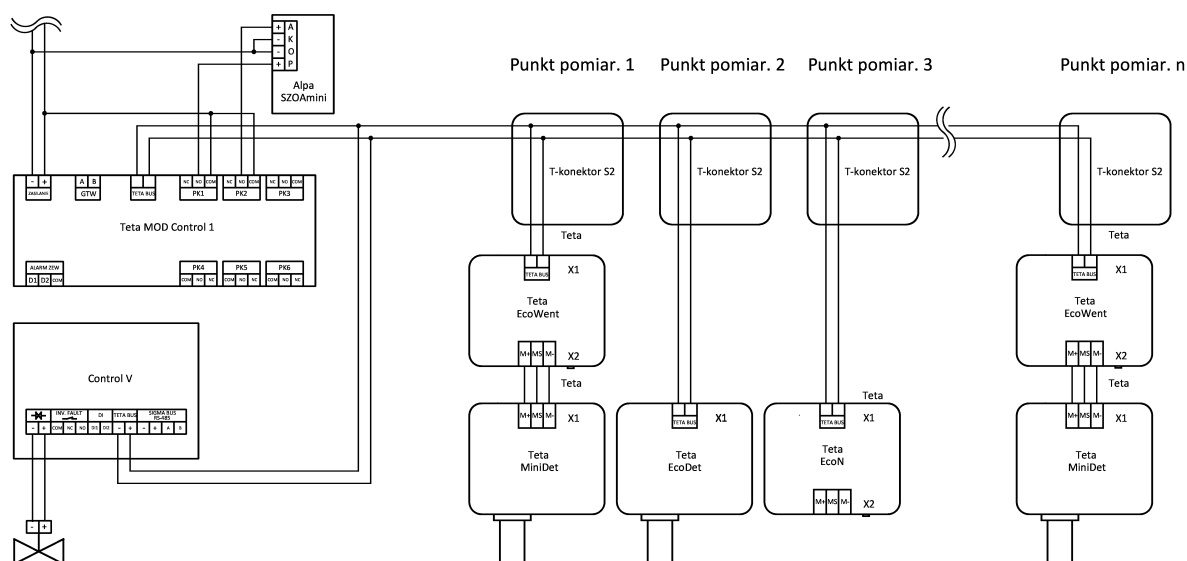 + A
- K
- O
+ P
Alpa
SZOAmini
Punkt pomiar. 1
Punkt pomiar. 2
Punkt pomiar. 3
Punkt pomiar. n
T-konektor S2
T-konektor S2
T-konektor S2
T-konektor S2
- +
ZASILANIE
A B
GTW
TETA BUS
NC NO COM
PK1
NC NO COM
PK2
NC NO COM
PK3
Teta MOD Control 1
ALARM ZEW
D1 D2 COM
PK4
COM NO NC
PK5
COM NO NC
PK6
COM NO NC
Teta
TETA BUS
X1
Teta
EcoWent
M+ MS M-
X2
Teta
M+ MS M-
X1
Teta
MiniDet
TETA BUS
X1
Teta
EcoDet
Teta
TETA BUS
X1
Teta
EcoN
M+ MS M-
X2
Teta
TETA BUS
X1
Teta
EcoWent
M+ MS M-
X2
Teta
M+ MS M-
X1
Teta
MiniDet
Control V
INV. FAULT
DI
TETA BUS
SIGMA BUS
RS-485
- + COM NC NO DI1 DI2 - + - + A B
- +